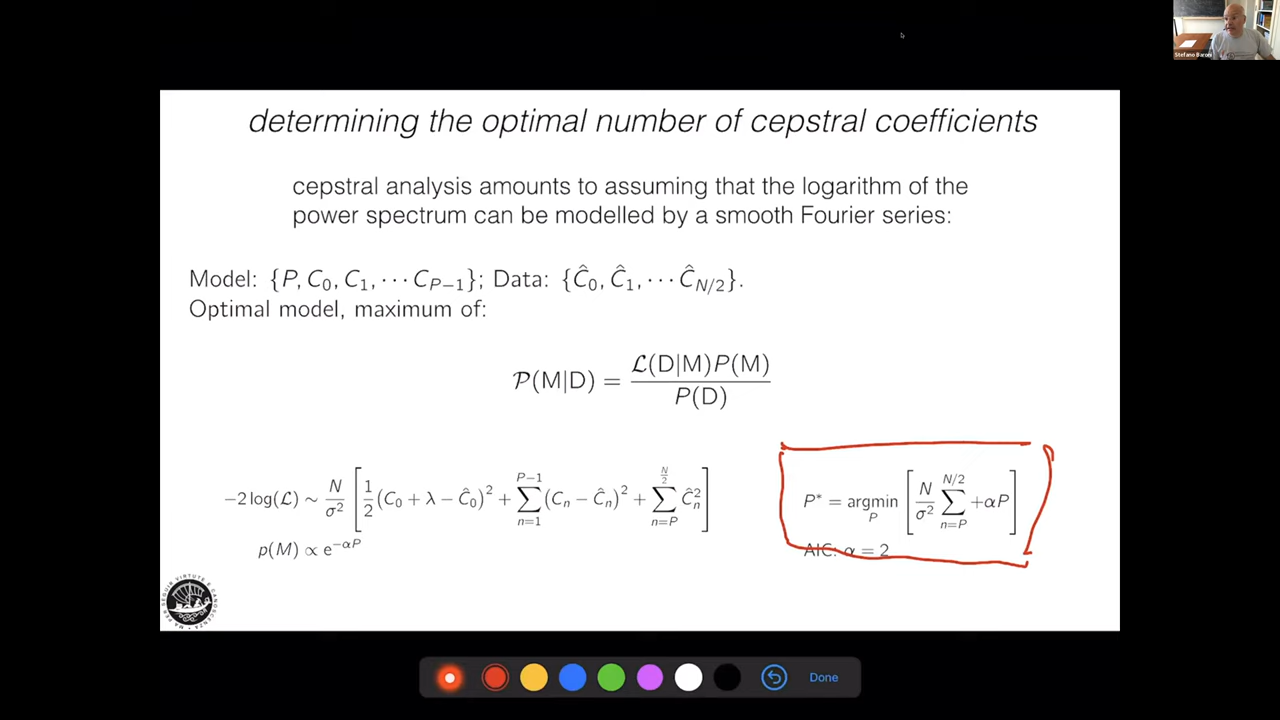 Stefano Baroni
determining the optimal number of cepstral coefficients
cepstral analysis amounts to assuming that the logarithm of the
power spectrum can be modelled by a smooth Fourier series:
Model: {P, C₀, C₁, ⋯ C_{P−1}}; Data: {Ĉ₀, Ĉ₁, ⋯ Ĉ_{N/2}}.
Optimal model, maximum of:
𝒫(M|D) = ℒ(D|M)P(M) / P(D)
−2 log(ℒ) ∼ N/σ² [ 1/2 (C₀ + λ − Ĉ₀)² + ∑_{n=1}^{P−1} (Cₙ − Ĉₙ)² + ∑_{n=P}^{N/2} Ĉₙ² ]
p(M) ∝ e^{−αP}
P* = argmin_P [ N/σ² ∑_{n=P}^{N/2} +αP ]
AIC: α = 2
Done